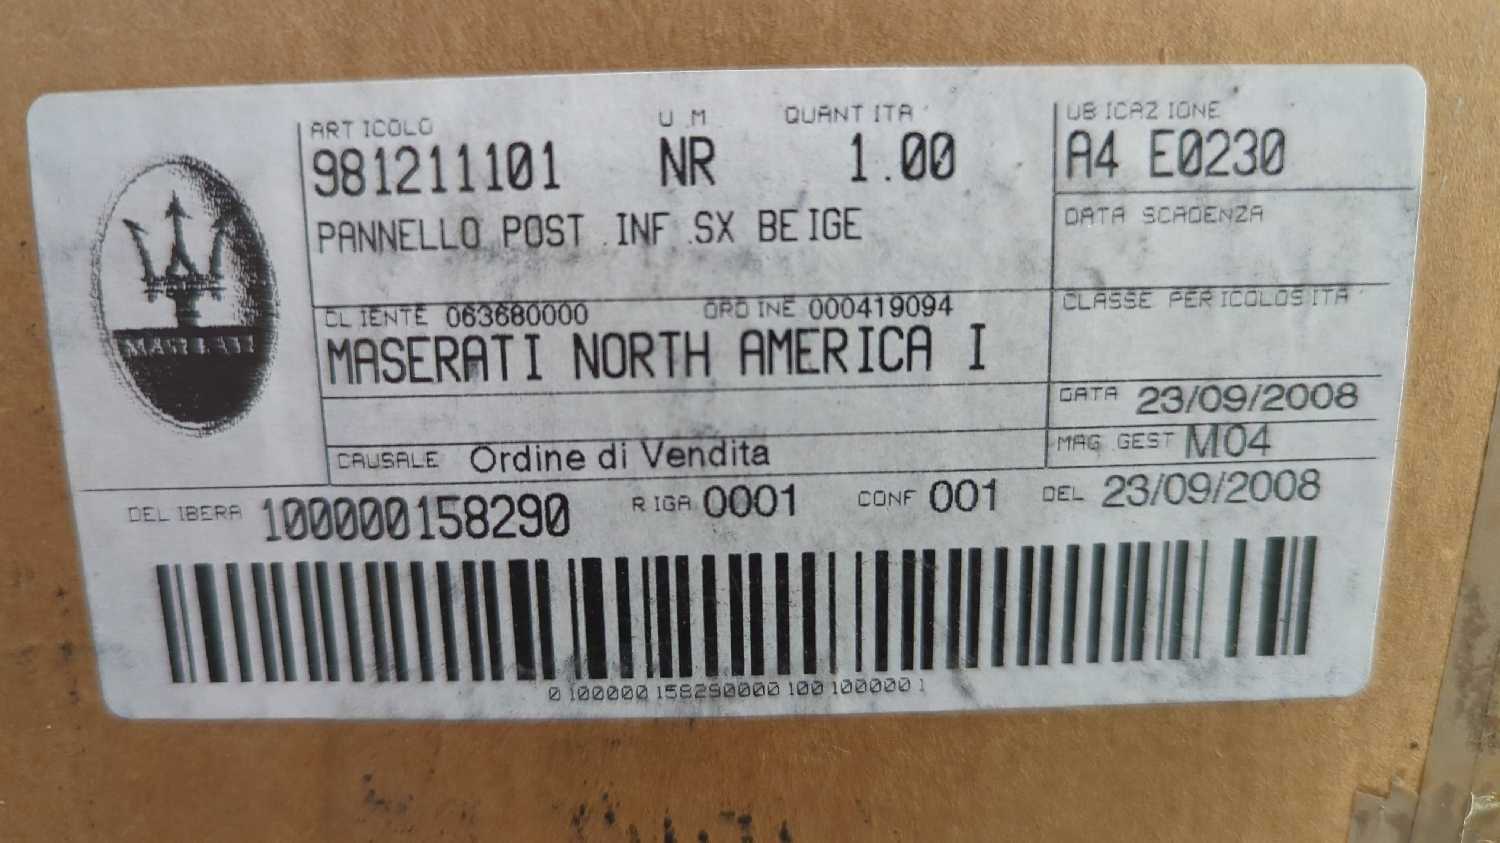 ARTICOLO U.M QUANTITA' UBICAZIONE
981211101 NR 1.00 A4 E0230
PANNELLO POST.INF.SX BEIGE
DATA SCADENZA
CLIENTE 063680000 ORDINE 000419094 CLASSE PERICOLOSITA'
MASERATI NORTH AMERICA I
MASERATI
DATA 23/09/2008
CAUSALE Ordine di Vendita MAG.GEST M04
DELIBERA 100000158290 RIGA 0001 CONF 001 DEL 23/09/2008